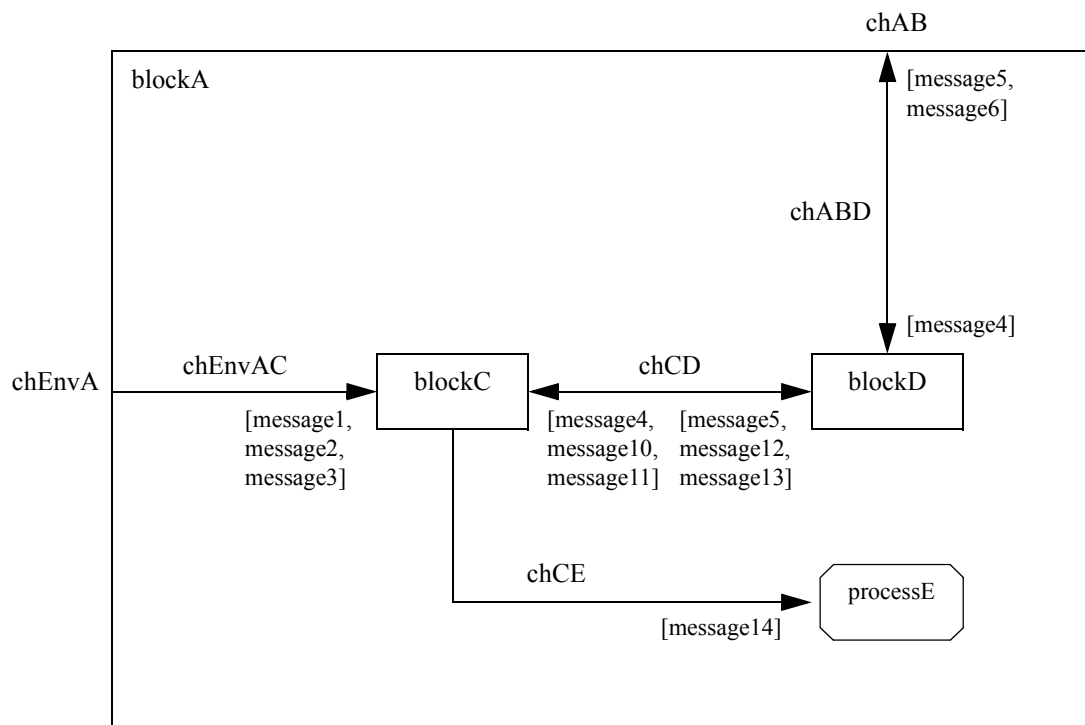 chAB
blockA
[message5,
message6]
chABD
[message4]
chEnvA
chEnvAC
blockC
chCD
blockD
[message1,
message2,
message3]
[message4,
message10,
message11]
[message5,
message12,
message13]
chCE
processE
[message14]